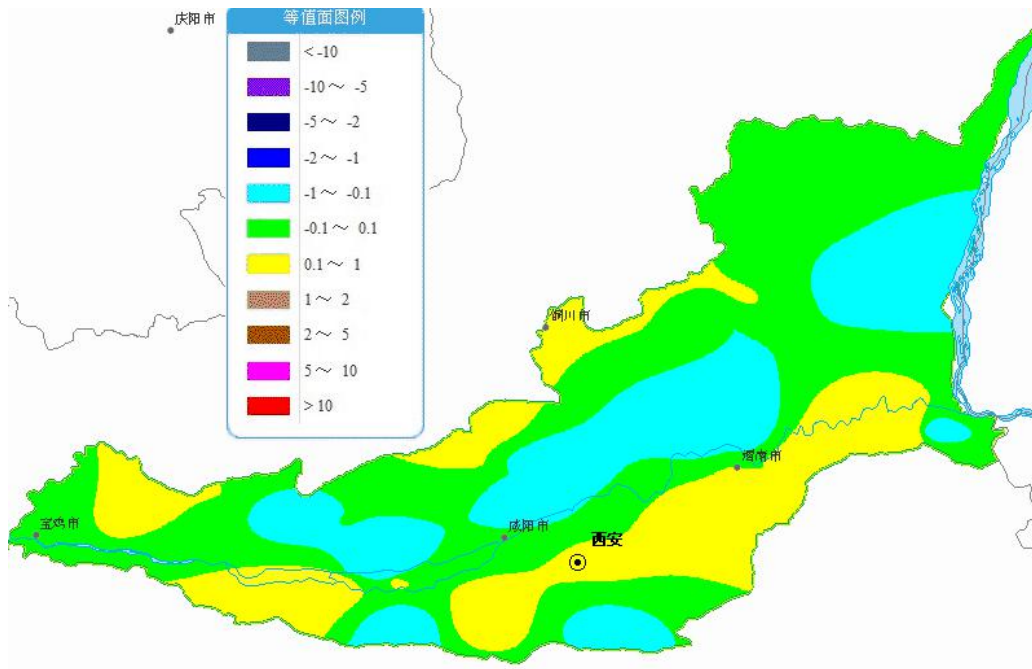 庆阳市
等值面图例
< -10
-10～ -5
-5～ -2
-2～ -1
-1～ -0.1
-0.1～ 0.1
0.1～ 1
1～ 2
2～ 5
5～ 10
> 10
铜川市
渭南市
宝鸡市
咸阳市
西安